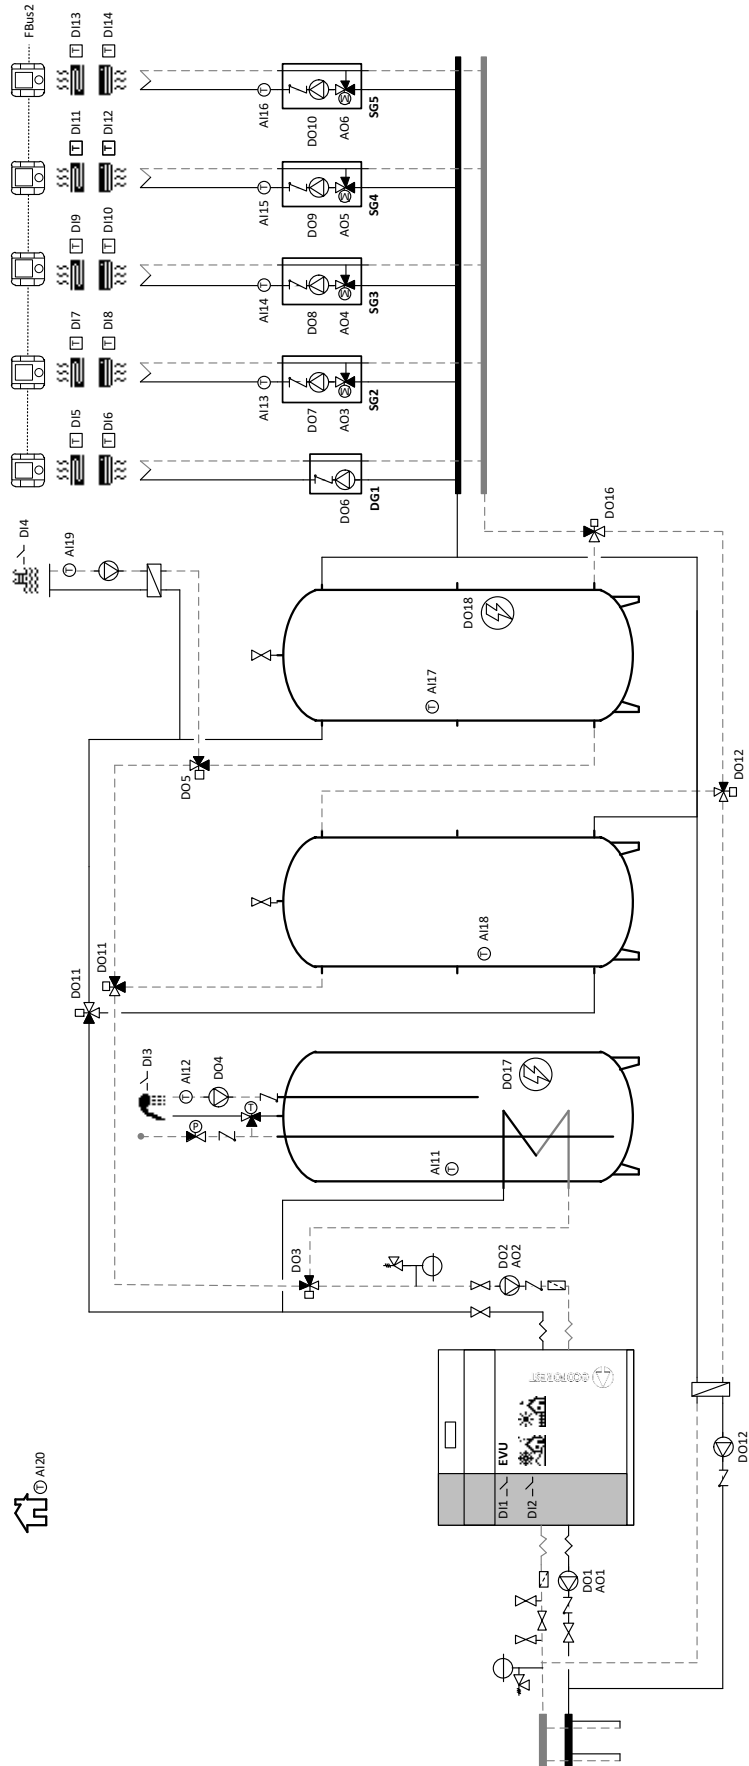 AI20
DI4
FBus2
AI19
DI5
DI7
DI9
DI11
DI13
DI6
DI8
DI10
DI12
DI14
DO11
DO11
DI3
AI12
DO5
DO4
AI13
AI14
AI15
AI16
DO3
DO7
DO8
DO9
DO10
DO6
AO3
AO4
AO5
AO6
DG1
SG2
SG3
SG4
SG5
AI11
AI17
AI18
DO18
DI1
EVU
DO2
AO2
DO17
DI2
ECOFOREST
DO1
AO1
DO16
DO12
DO12